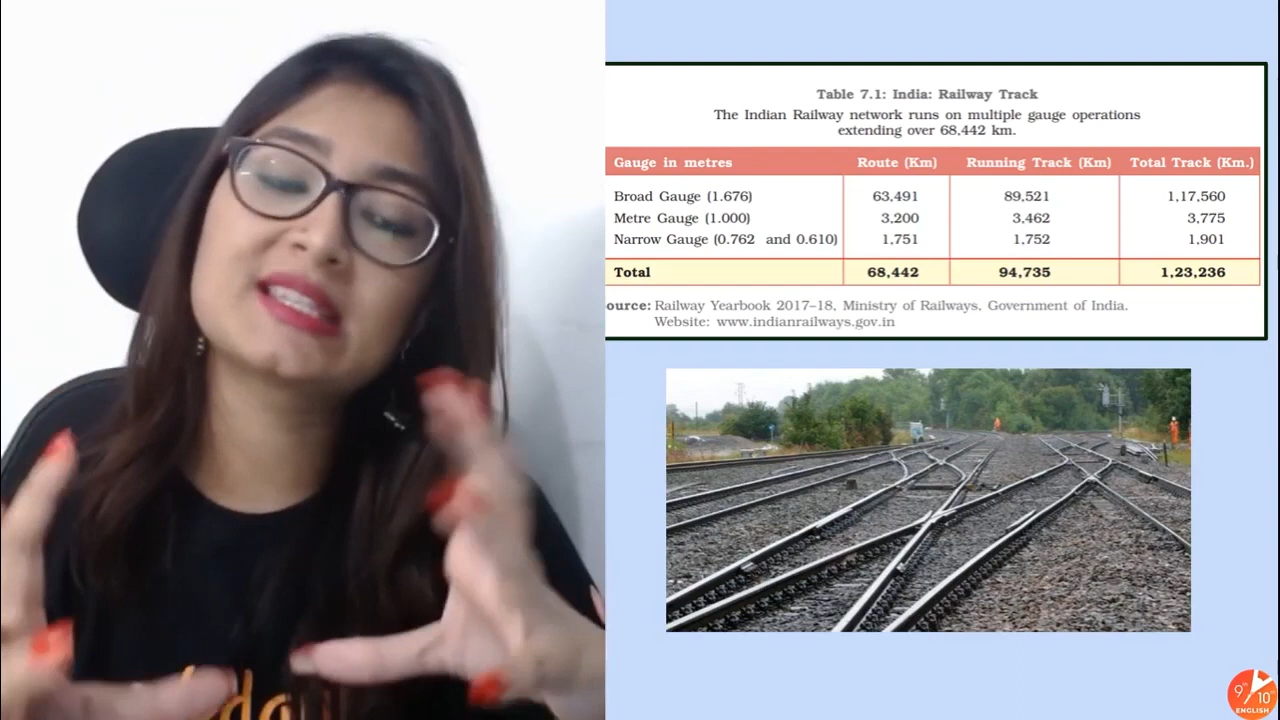 Table 7.1: India: Railway Track
The Indian Railway network runs on multiple gauge operations
extending over 68,442 km.
Gauge in metres Route (Km) Running Track (Km) Total Track (Km.)
Broad Gauge (1.676) 63,491 89,521 1,17,560
Metre Gauge (1.000) 3,200 3.462 3,775
Narrow Gauge (0.762 and 0.610) 1,751 1,752 1,901
Total 68,442 94,735 1,23,236
ource: Railway Yearbook 2017–18, Ministry of Railways, Government of India.
Website: www.indianrailways.gov.in
9th 10th
ENGLISH